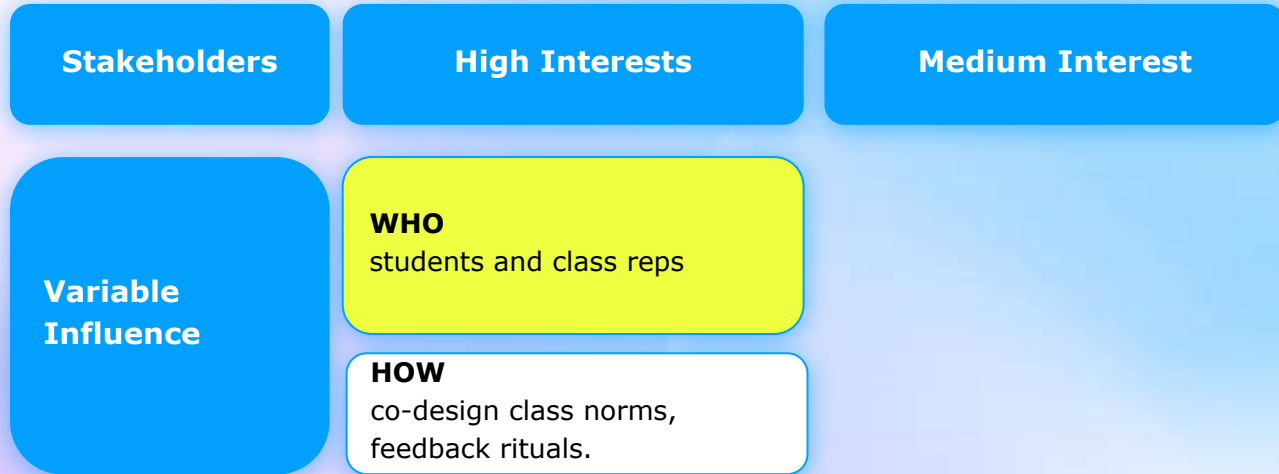 Stakeholders
High Interests
Medium Interest
Variable
Influence
WHO
students and class reps
HOW
co-design class norms,
feedback rituals.